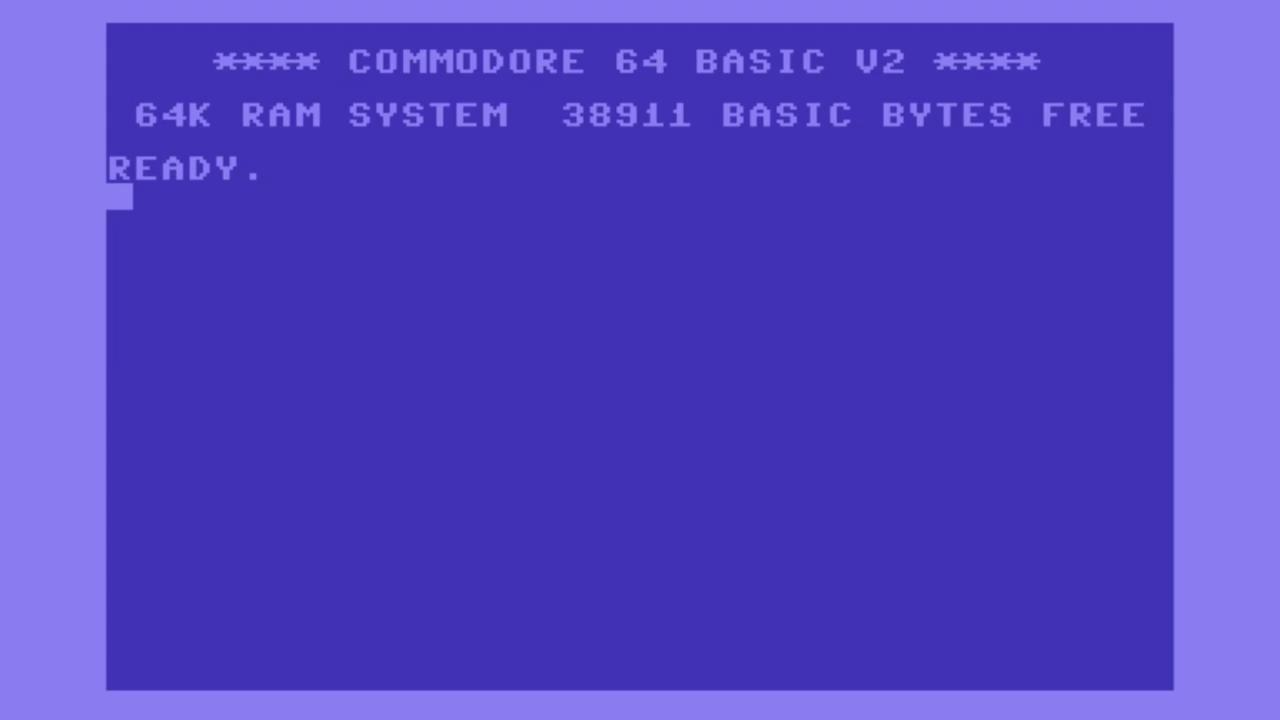 **** COMMODORE 64 BASIC V2 ****
64K RAM SYSTEM  38911 BASIC BYTES FREE
READY.